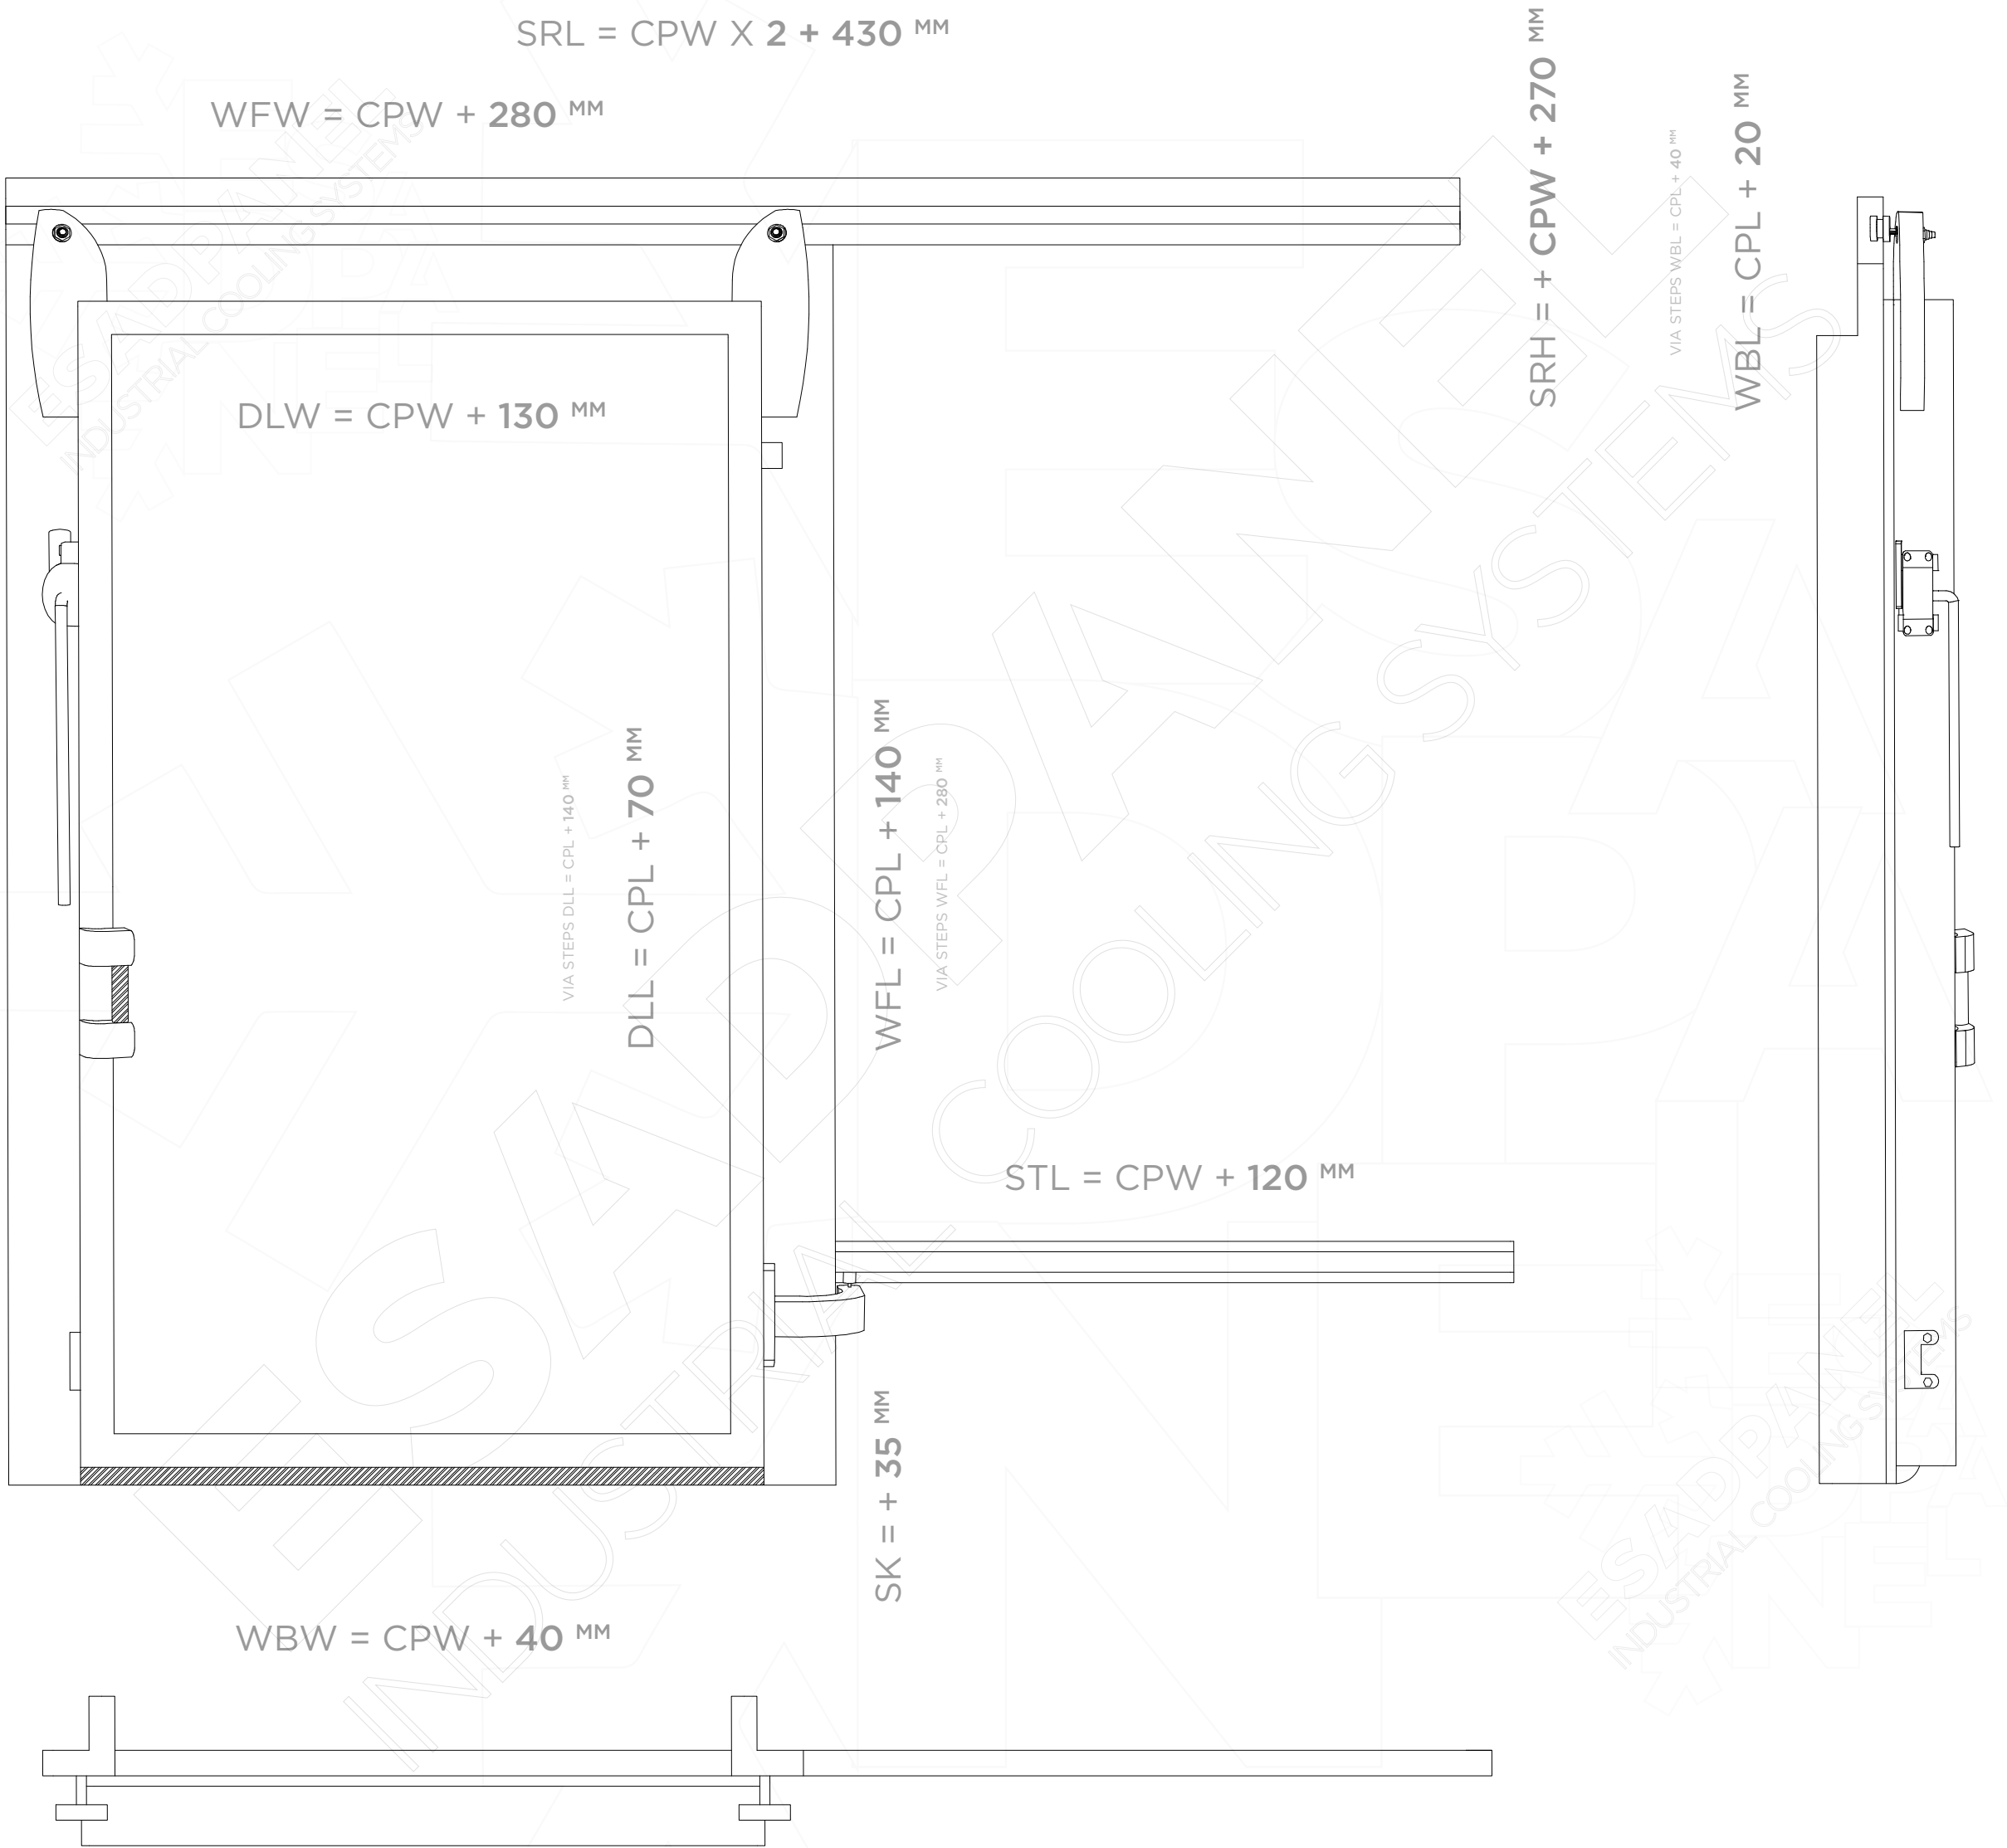 SRL = CPW X 2 + 430 MM
WFW = CPW + 280 MM
SRH = + CPW + 270 MM
VIA STEPS WBL = CPL + 40 MM
WBL = CPL + 20 MM
DLW = CPW + 130 MM
VIA STEPS DLL = CPL + 140 MM
DLL = CPL + 70 MM
WFL = CPL + 140 MM
VIA STEPS WFL = CPL + 280 MM
STL = CPW + 120 MM
SK = + 35 MM
WBW = CPW + 40 MM
ESADPANEL
INDUSTRIAL COOLING SYSTEMS
ESADPANEL
INDUSTRIAL COOLING SYSTEMS
ESADPANEL
INDUSTRIAL COOLING SYSTEMS